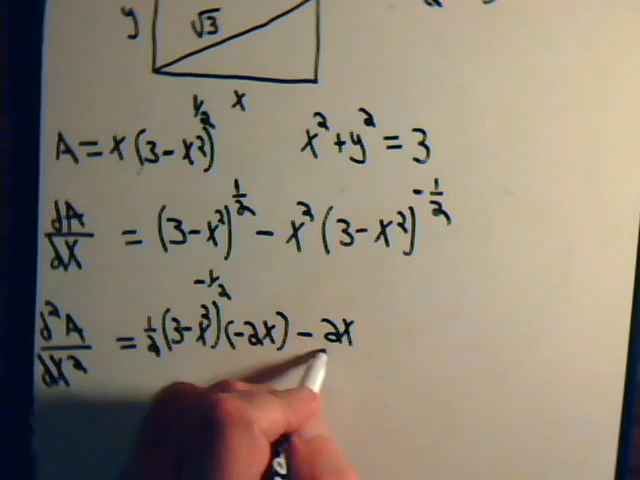 y √3
x
A = x(3-x²)^½ x²+y² = 3
dA/dx = (3-x²)^½ - x²(3-x²)^-½
d²A/dx² = ½(3-x²)^-½(-2x) - 2x